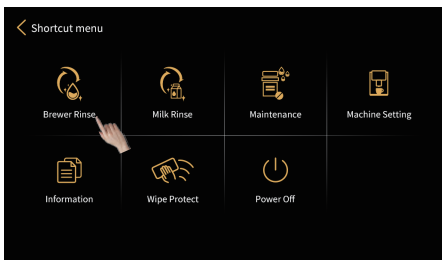 Shortcut menu
Brewer Rinse
Milk Rinse
Maintenance
Machine Setting
Information
Wipe Protect
Power Off